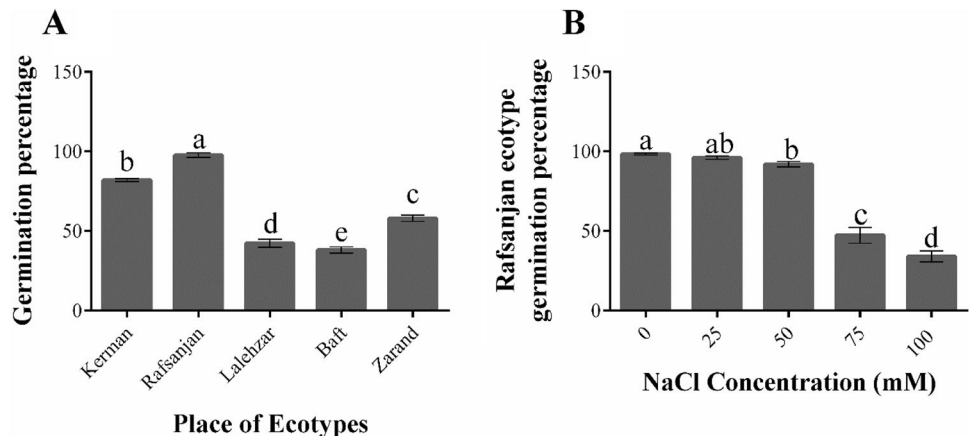 A
Germination percentage
150
100
50
0
b
a
d
e
c
Kerman
Rafsanjan
Lalehzar
Baft
Zarand
Place of Ecotypes
B
Rafsanjan ecotype
germination percentage
150
100
50
0
a
ab
b
c
d
0
25
50
75
100
NaCl Concentration (mM)